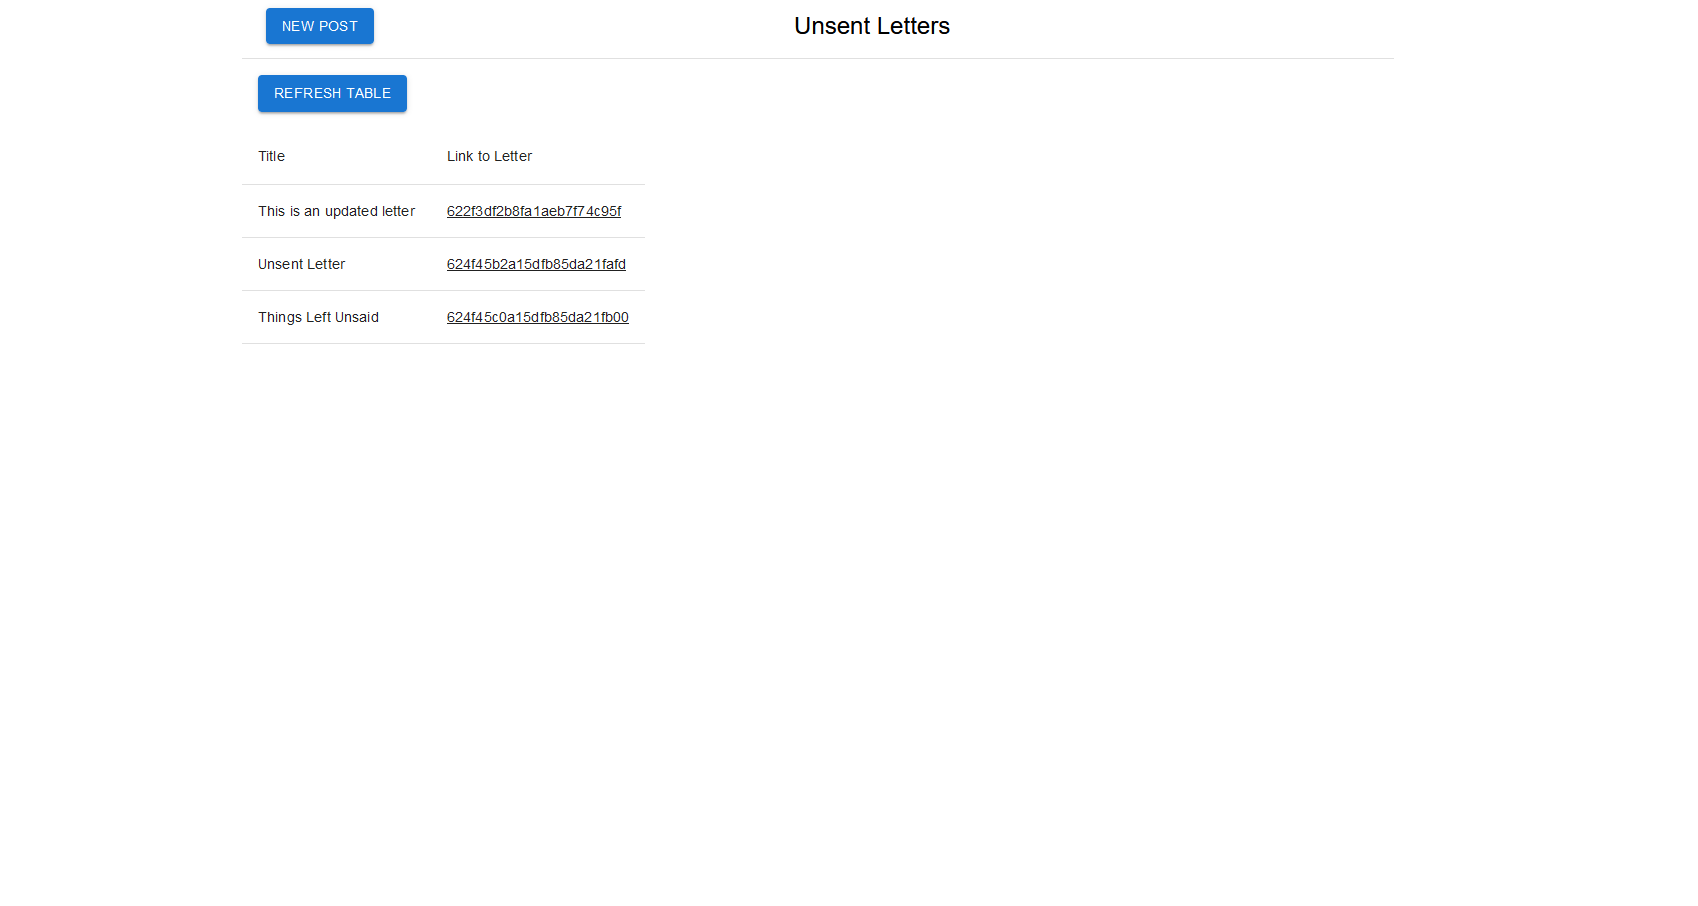 NEW POST
Unsent Letters
REFRESH TABLE
Title Link to Letter
This is an updated letter 622f3df2b8fa1aeb7f74c95f
Unsent Letter 624f45b2a15dfb85da21fafd
Things Left Unsaid 624f45c0a15dfb85da21fb00